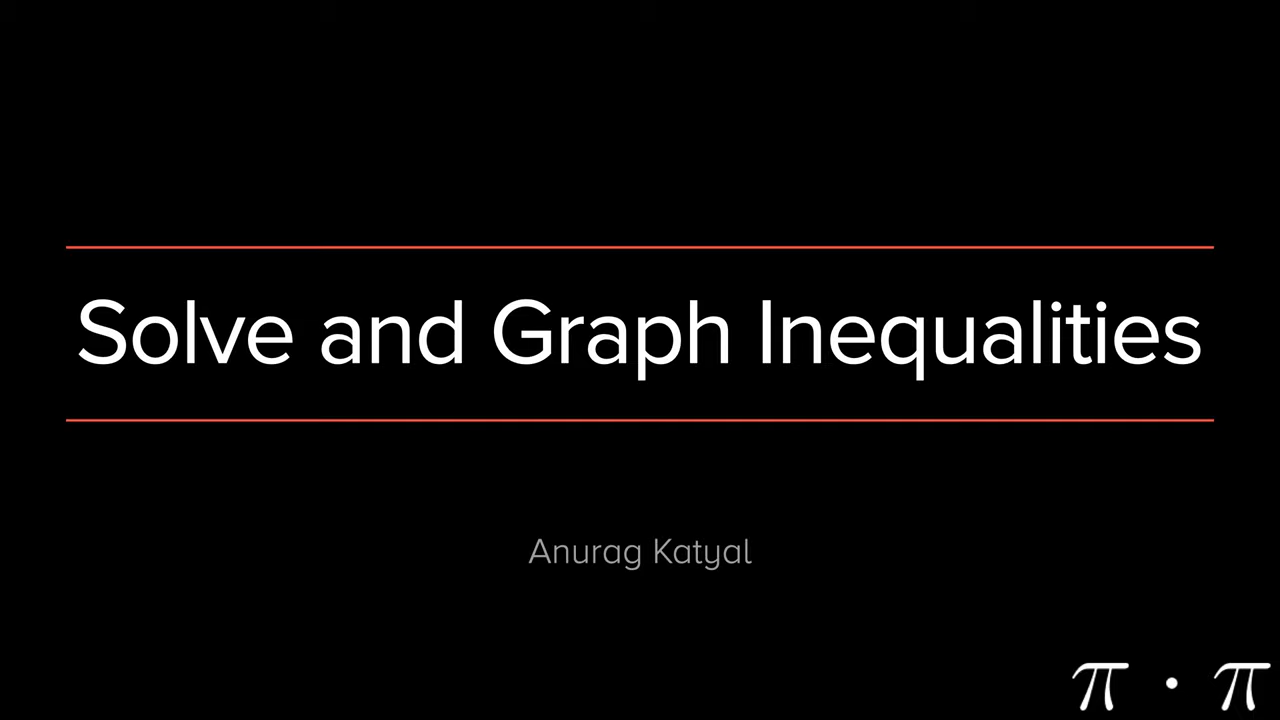 Solve and Graph Inequalities
Anurag Katyal
π · π